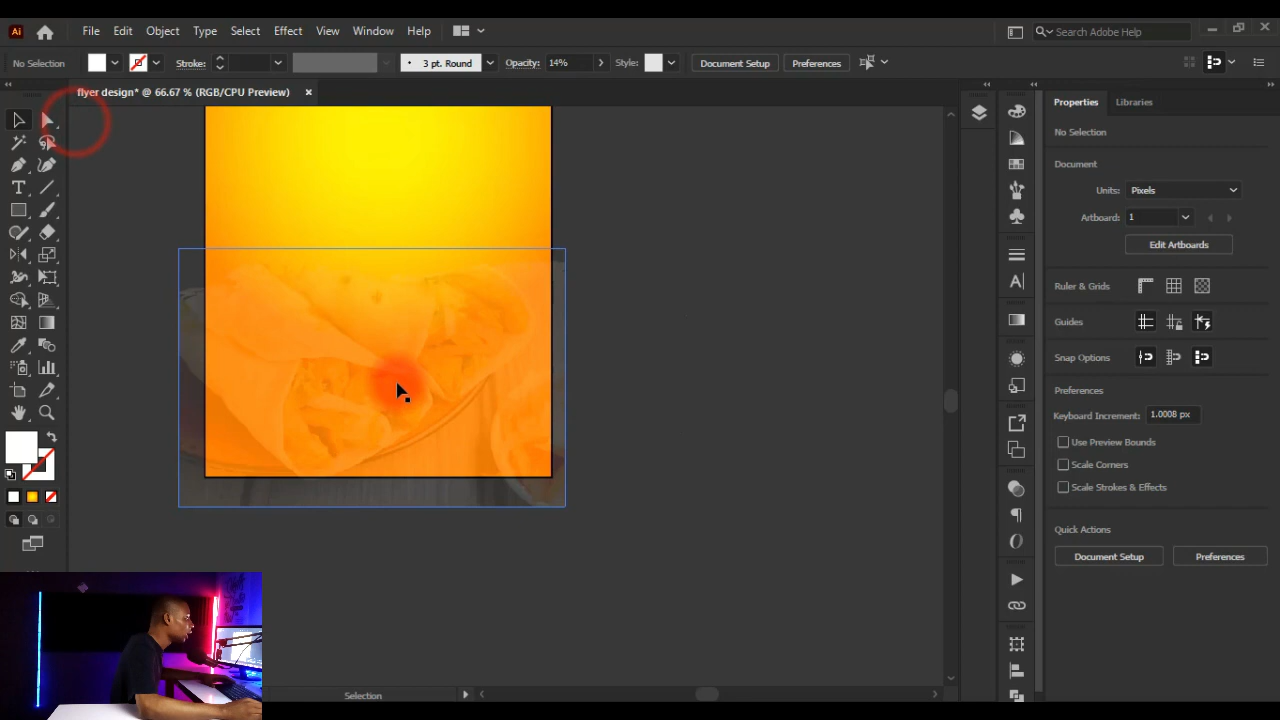 Ai File Edit Object Type Select Effect View Window Help Search Adobe Help
No Selection Stroke: 3 pt. Round Opacity: 14% Style: Document Setup Preferences
flyer design* @ 66.67 % (RGB/CPU Preview) ×
Properties Libraries
No Selection
Document
Units: Pixels
Artboard: 1
Edit Artboards
Ruler & Grids
Guides
Snap Options
Preferences
Keyboard Increment: 1.0008 px
Use Preview Bounds
Scale Corners
Scale Strokes & Effects
Quick Actions
Document Setup Preferences
Selection